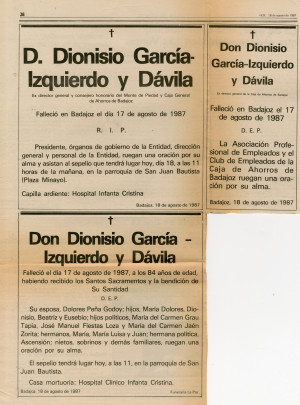 D. Dionisio García-
Izquierdo y Dávila
Ex director general y consejero honorario del Monte de Piedad y Caja General
de Ahorros de Badajoz
Falleció en Badajoz el día 17 de agosto de 1987
R. I. P.
Presidente, órganos de gobierno de la Entidad, dirección
general y personal de la Entidad, ruegan una oración por su
alma y asistan al sepelio que tendrá lugar hoy, día 18, a las 11
horas de la mañana, en la parroquia de San Juan Bautista
(Plaza Minayo).
Capilla ardiente: Hospital Infanta Cristina
Badajoz, 18 de agosto de 1987
Don Dionisio
García-Izquierdo
y Dávila
Falleció en Badajoz el 17
de agosto de 1987
D. E. P.
La Asociación Profe-
sional de Empleados y el
Club de Empleados de la
Caja de Ahorros de
Badajoz ruegan una ora-
ción por su alma.
Badajoz, 18 de agosto de 1987
Don Dionisio García -
Izquierdo y Dávila
Falleció el día 17 de agosto de 1987, a los 84 años de edad,
habiendo recibido los Santos Sacramentos y la bendición de
Su Santidad
D. E. P.
Su esposa, Dolores Peña Godoy; hijos, María Dolores, Dio-
nisio, Beatriz y Eusebio; hijos políticos, María del Carmen Grau
Tapia, José Manuel Fiestas Loza y María del Carmen Jaén
Zorita; hermanos, María Luisa y Juan; hermana política,
Ascensión; nietos, sobrinos y demás familiares, ruegan una
oración por su alma.
El sepelio tendrá lugar hoy, a las 11, en la parroquia de San
Juan Bautista.
Casa mortuoria: Hospital Clínico Infanta Cristina.
Badajoz, 18 de agosto de 1987
Funeraria La Paz